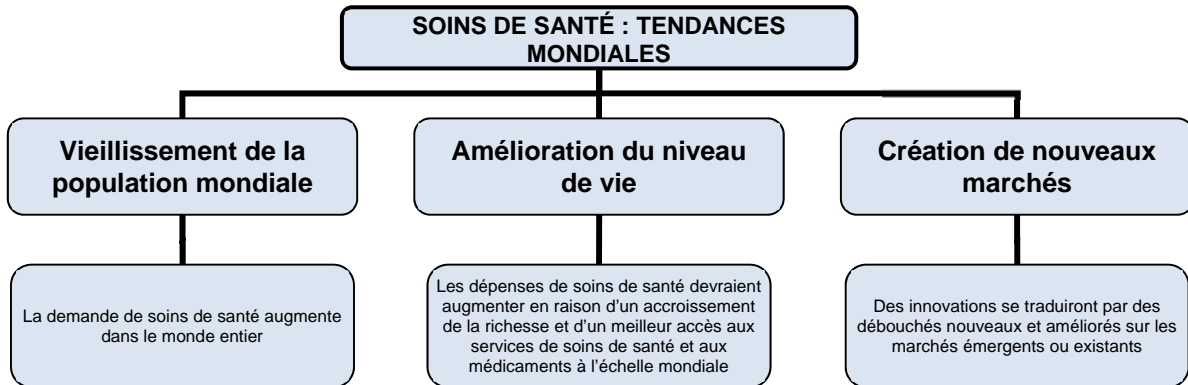 SOINS DE SANTÉ : TENDANCES
MONDIALES
Vieillissement de la
population mondiale
Amélioration du niveau
de vie
Création de nouveaux
marchés
La demande de soins de santé augmente
dans le monde entier
Les dépenses de soins de santé devraient
augmenter en raison d’un accroissement
de la richesse et d’un meilleur accès aux
services de soins de santé et aux
médicaments à l’échelle mondiale
Des innovations se traduiront par des
débouchés nouveaux et améliorés sur les
marchés émergents ou existants